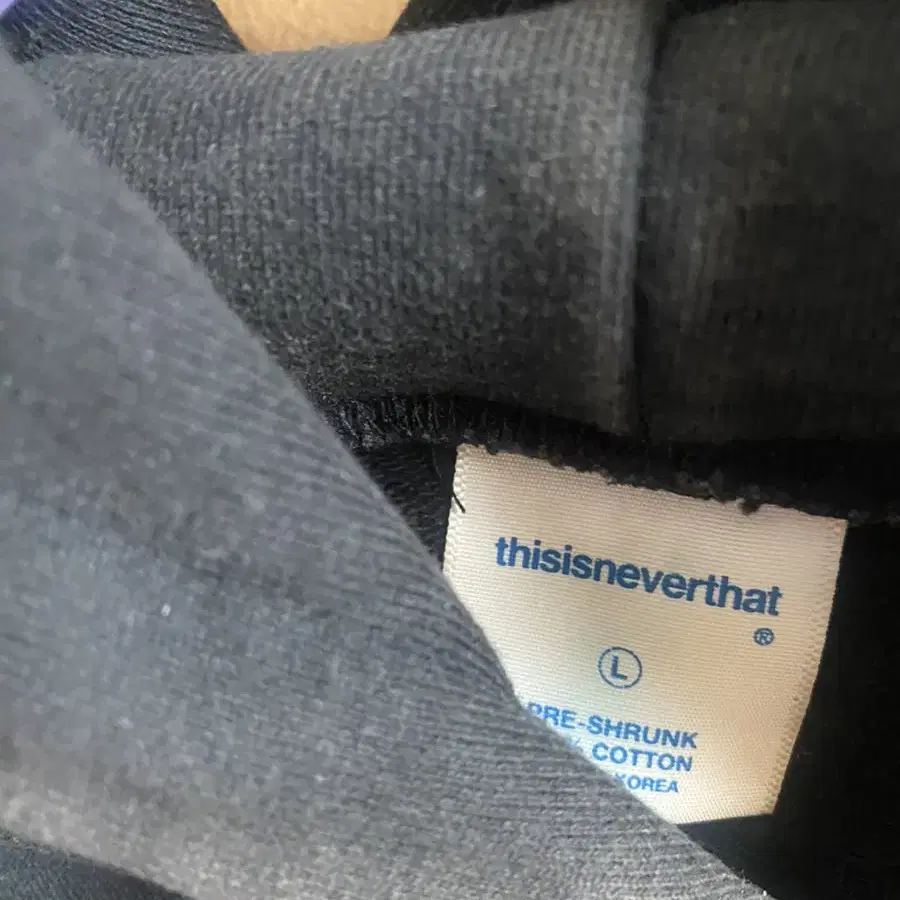 thisisneverthat
®
L
PRE-SHRUNK
% COTTON
KOREA